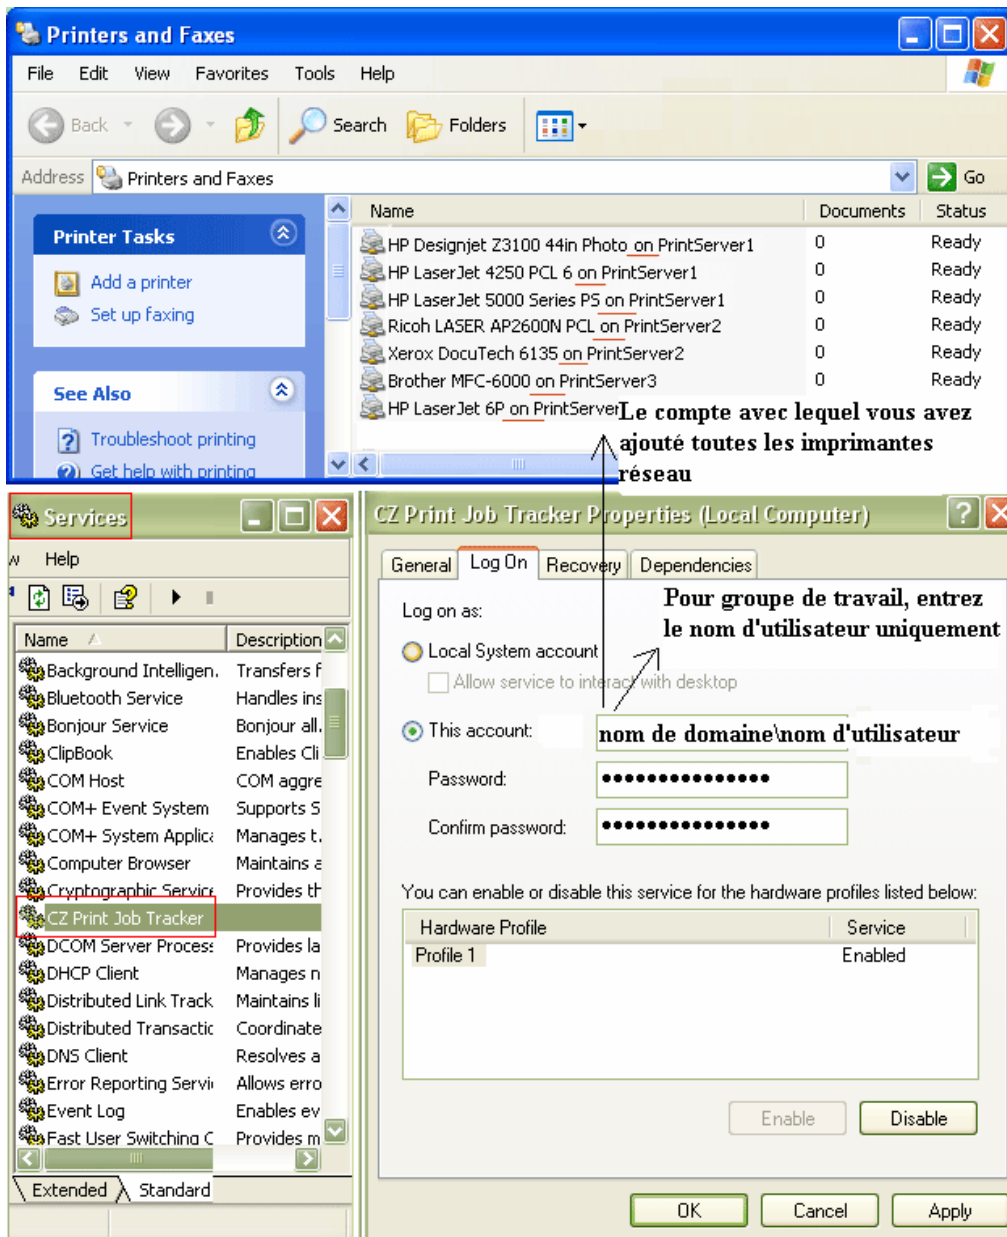 Printers and Faxes
File Edit View Favorites Tools Help
Back Search Folders
Address Printers and Faxes Go
Printer Tasks
Add a printer
Set up faxing
See Also
Troubleshoot printing
Get help with printing
Name Documents Status
HP Designjet Z3100 44in Photo on PrintServer1 0 Ready
HP LaserJet 4250 PCL 6 on PrintServer1 0 Ready
HP LaserJet 5000 Series PS on PrintServer1 0 Ready
Ricoh LASER AP2600N PCL on PrintServer2 0 Ready
Xerox DocuTech 6135 on PrintServer2 0 Ready
Brother MFC-6000 on PrintServer3 0 Ready
HP LaserJet 6P on PrintServer
Le compte avec lequel vous avez
ajouté toutes les imprimantes
réseau
Services
w Help
Name Description
Background Intelligen. Transfers f
Bluetooth Service Handles ins
Bonjour Service Bonjour all.
ClipBook Enables Cli
COM Host COM aggre
COM+ Event System Supports S
COM+ System Applica Manages t.
Computer Browser Maintains a
Cryptographic Service Provides th
CZ Print Job Tracker
DCOM Server Process Provides la
DHCP Client Manages n
Distributed Link Track Maintains li
Distributed Transactic Coordinate
DNS Client Resolves a
Error Reporting Servi Allows erro
Event Log Enables ev
Fast User Switching C Provides m
Extended Standard
CZ Print Job Tracker Properties (Local Computer)
General Log On Recovery Dependencies
Log on as:
Pour groupe de travail, entrez
le nom d'utilisateur uniquement
Local System account
Allow service to interact with desktop
This account: nom de domaine\nom d'utilisateur
Password:
Confirm password:
You can enable or disable this service for the hardware profiles listed below:
Hardware Profile Service
Profile 1 Enabled
Enable Disable
OK Cancel Apply